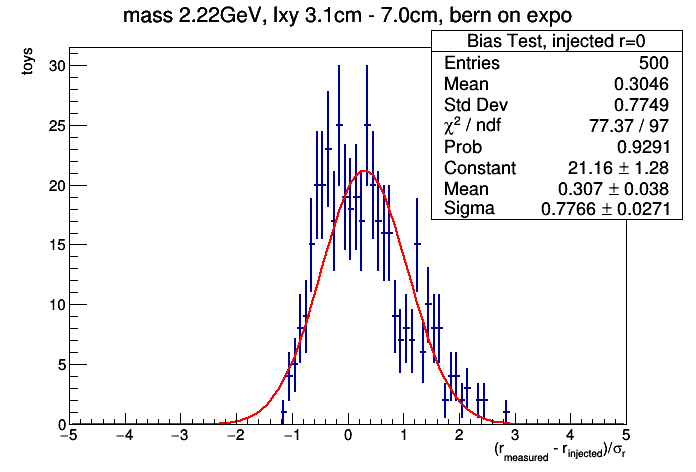 mass 2.22GeV, lxy 3.1cm - 7.0cm, bern on expo
Bias Test, injected r=0
Entries 500
Mean 0.3046
Std Dev 0.7749
χ² / ndf 77.37 / 97
Prob 0.9291
Constant 21.16 ± 1.28
Mean 0.307 ± 0.038
Sigma 0.7766 ± 0.0271
toys
30
25
20
15
10
5
0
−5 −4 −3 −2 −1 0 1 2 3 4 5
(r_measured - r_injected)/σ_r